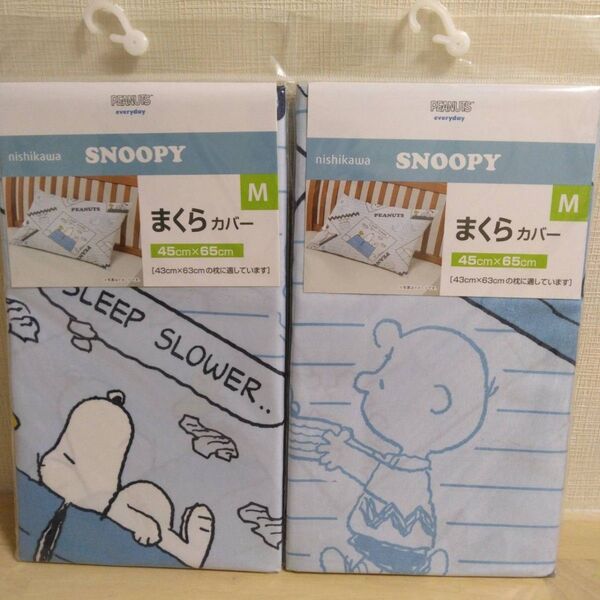 PEANUTS™
everyday
nishikawa SNOOPY
M
PEANUTS
まくら カバー
45cm×65cm
[43cm×63cmの枕に適しています]
SLEEP SLOWER..
PEANUTS™
everyday
nishikawa SNOOPY
M
PEANUTS
まくら カバー
45cm×65cm
[43cm×63cmの枕に適しています]